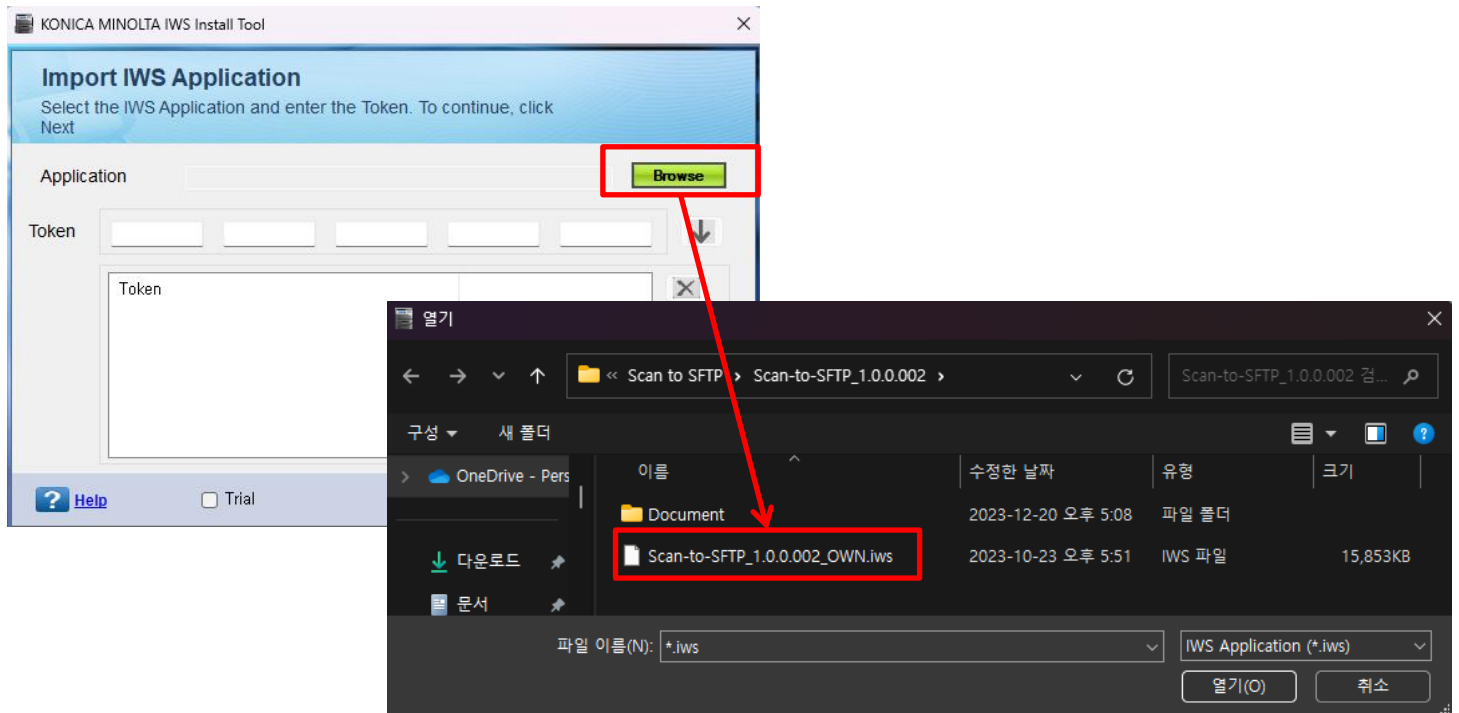 KONICA MINOLTA IWS Install Tool
Import IWS Application
Select the IWS Application and enter the Token. To continue, click
Next
Application
Browse
Token
Token
열기
« Scan to SFTP › Scan-to-SFTP_1.0.0.002 ›
Scan-to-SFTP_1.0.0.002 검...
구성
새 폴더
OneDrive - Pers
이름
수정한 날짜
유형
크기
Document
2023-12-20 오후 5:08
파일 폴더
Scan-to-SFTP_1.0.0.002_OWN.iws
2023-10-23 오후 5:51
IWS 파일
15,853KB
다운로드
문서
Help
Trial
파일 이름(N):
*.iws
IWS Application (*.iws)
열기(O)
취소